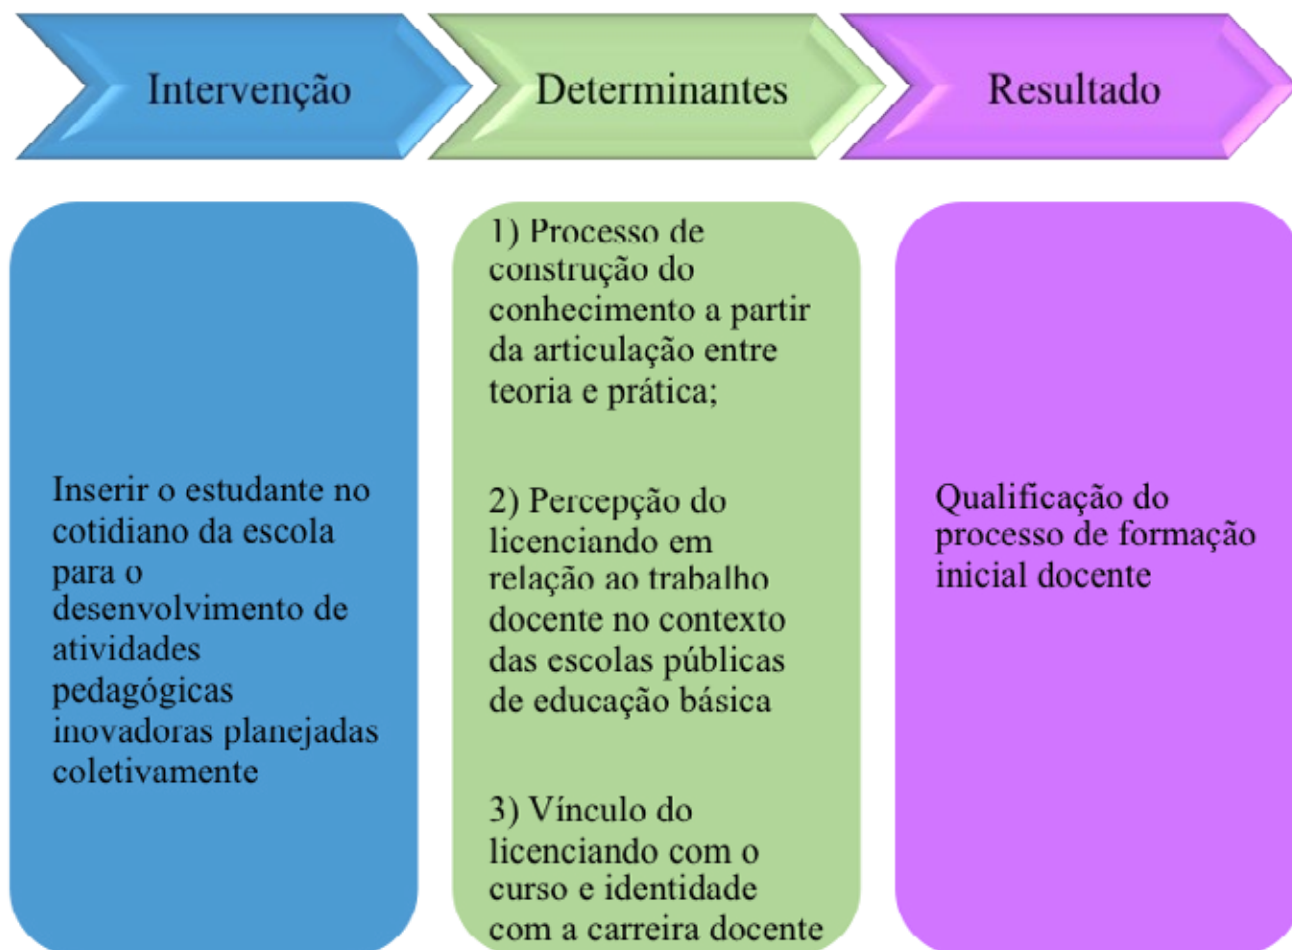 Intervenção
Determinantes
Resultado
Inserir o estudante no
cotidiano da escola
para o
desenvolvimento de
atividades
pedagógicas
inovadoras planejadas
coletivamente
1) Processo de
construção do
conhecimento a partir
da articulação entre
teoria e prática;
2) Percepção do
licenciando em
relação ao trabalho
docente no contexto
das escolas públicas
de educação básica
3) Vínculo do
licenciando com o
curso e identidade
com a carreira docente
Qualificação do
processo de formação
inicial docente